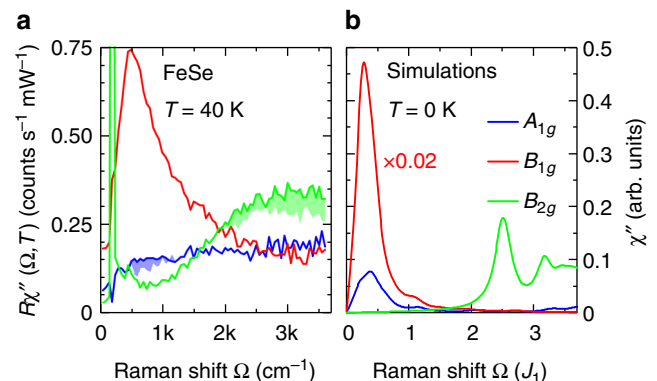 a
b
0.75
0.50
0.25
0
Rχ″ (Ω, T) (counts s⁻¹ mW⁻¹)
FeSe
T = 40 K
0
1k
2k
3k
Raman shift Ω (cm⁻¹)
Simulations
T = 0 K
×0.02
A1g
B1g
B2g
0.5
0.4
0.3
0.2
0.1
0
χ″ (arb. units)
0
1
2
3
Raman shift Ω (J₁)